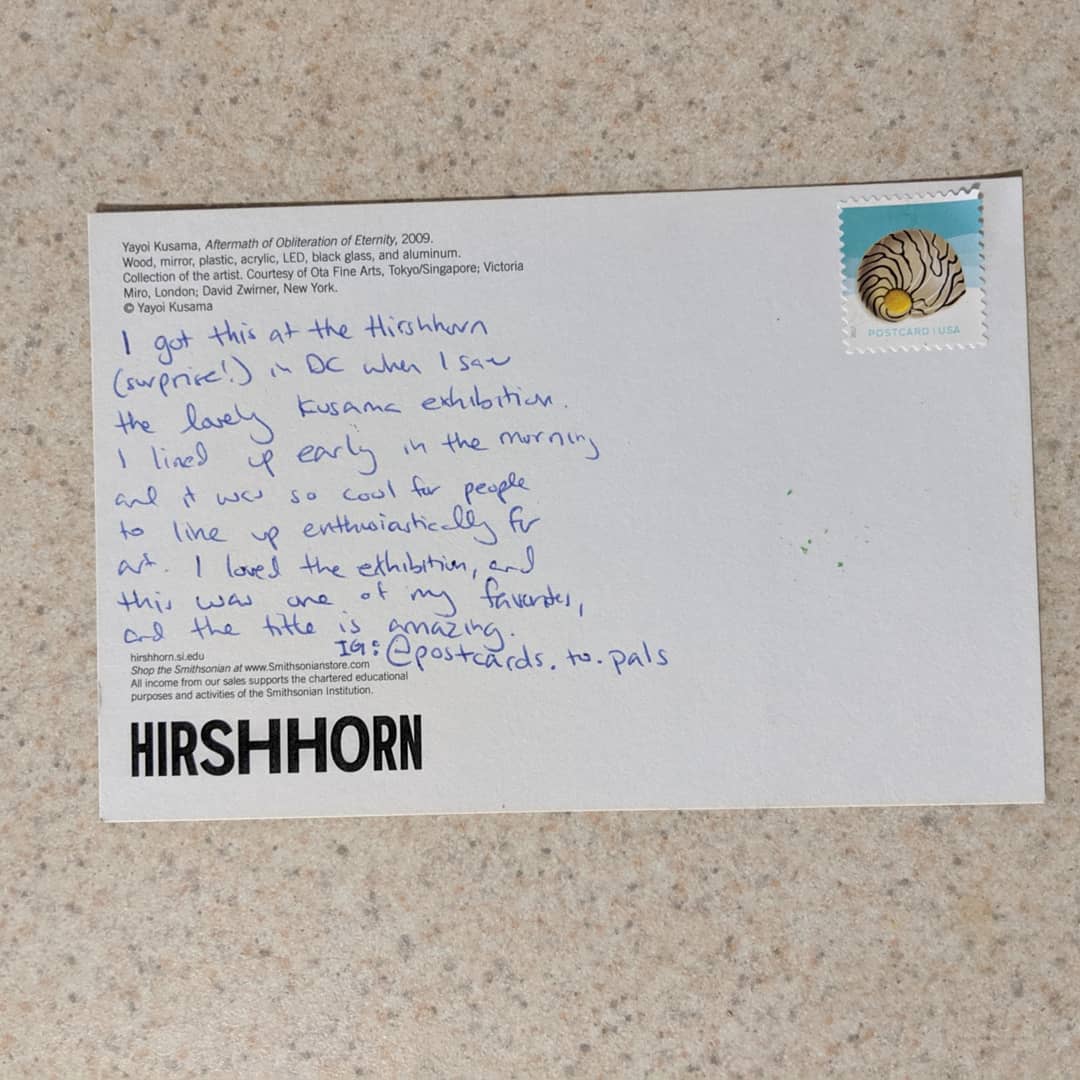 Yayoi Kusama, Aftermath of Obliteration of Eternity, 2009.
Wood, mirror, plastic, acrylic, LED, black glass, and aluminum.
Collection of the artist. Courtesy of Ota Fine Arts, Tokyo/Singapore; Victoria
Miro, London; David Zwirner, New York.
© Yayoi Kusama
I got this at the Hirshhorn
(surprise!) in DC when I saw
the lovely Kusama exhibition.
I lined up early in the morning
and it was so cool for people
to line up enthusiastically for
art. I loved the exhibition, and
this was one of my favorites,
and the title is amazing.
IG: @postcards.to.pals
hirshhorn.si.edu
Shop the Smithsonian at www.Smithsonianstore.com
All income from our sales supports the chartered educational
purposes and activities of the Smithsonian Institution.
HIRSHHORN
POSTCARD | USA